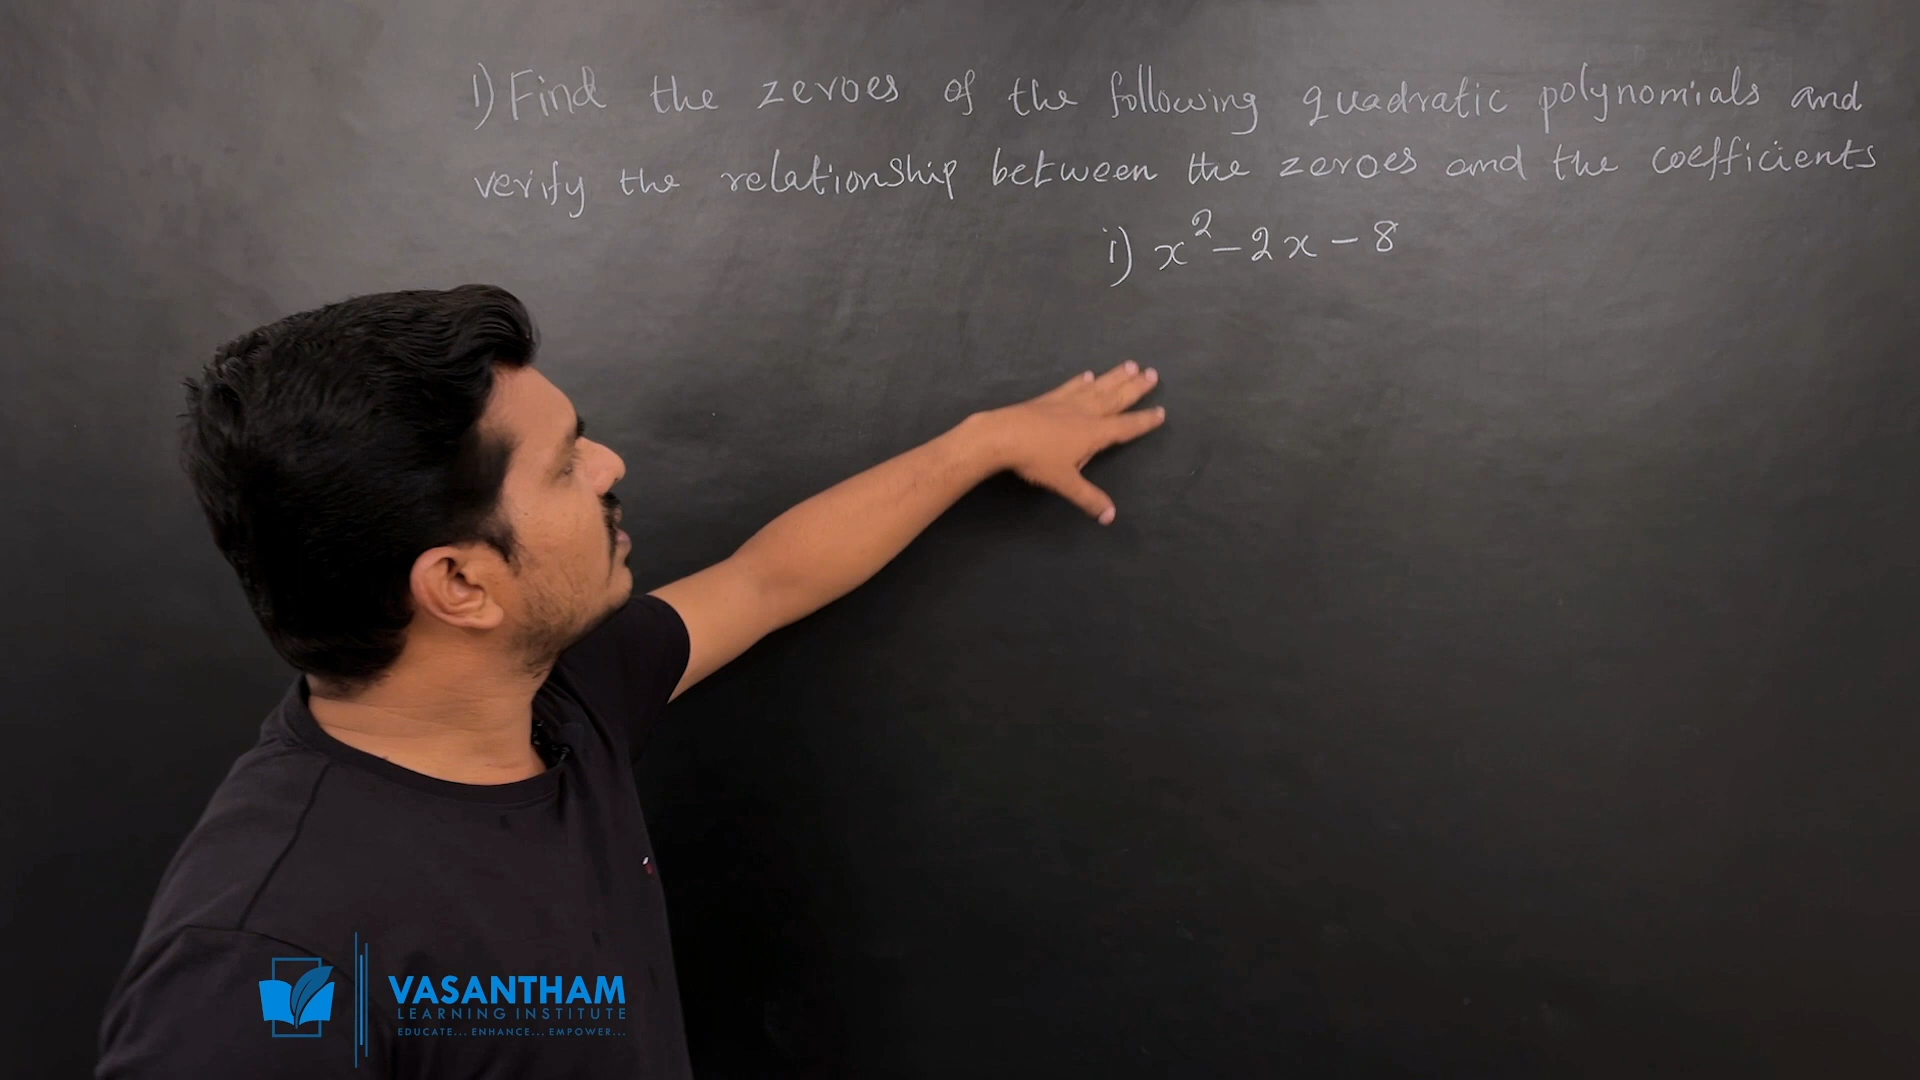 1) Find the zeroes of the following quadratic polynomials and
verify the relationship between the zeroes and the coefficients
i) x² - 2x - 8
VASANTHAM
LEARNING INSTITUTE
EDUCATE... ENHANCE... EMPOWER...